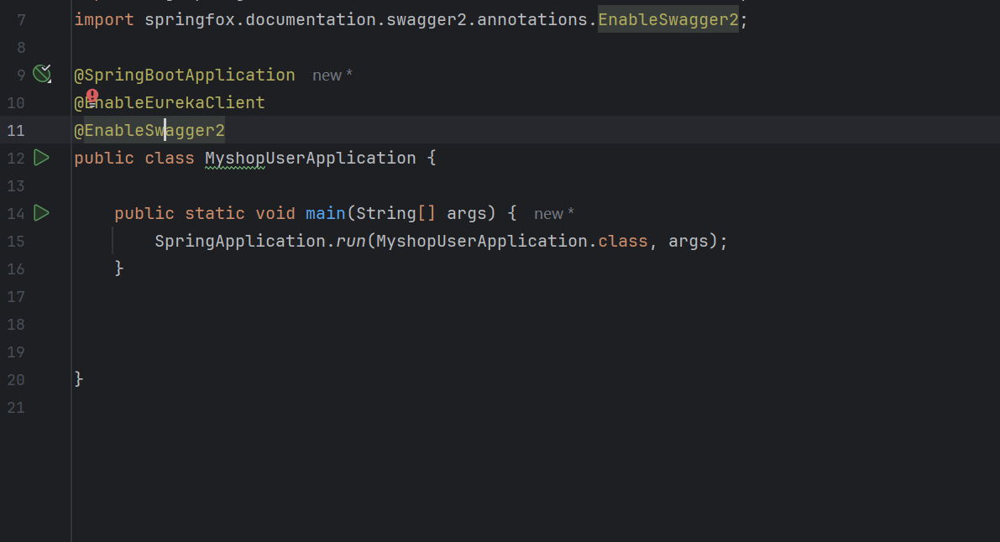 7 import springfox.documentation.swagger2.annotations.EnableSwagger2;
8
9 @SpringBootApplication new *
10 @EnableEurekaClient
11 @EnableSwagger2
12 public class MyshopUserApplication {
13
14 public static void main(String[] args) { new *
15 SpringApplication.run(MyshopUserApplication.class, args);
16 }
17
18
19
20 }
21